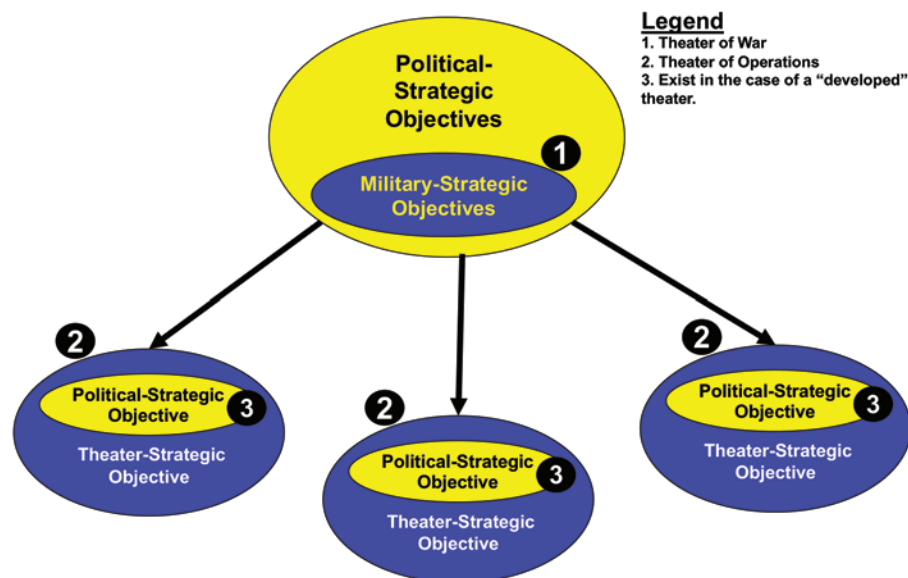 Legend
1. Theater of War
2. Theater of Operations
3. Exist in the case of a “developed”
theater.
Political-
Strategic
Objectives
1
Military-Strategic
Objectives
2
Political-Strategic
Objective
3
Theater-Strategic
Objective
2
Political-Strategic
Objective
3
Theater-Strategic
Objective
2
Political-Strategic
Objective
3
Theater-Strategic
Objective